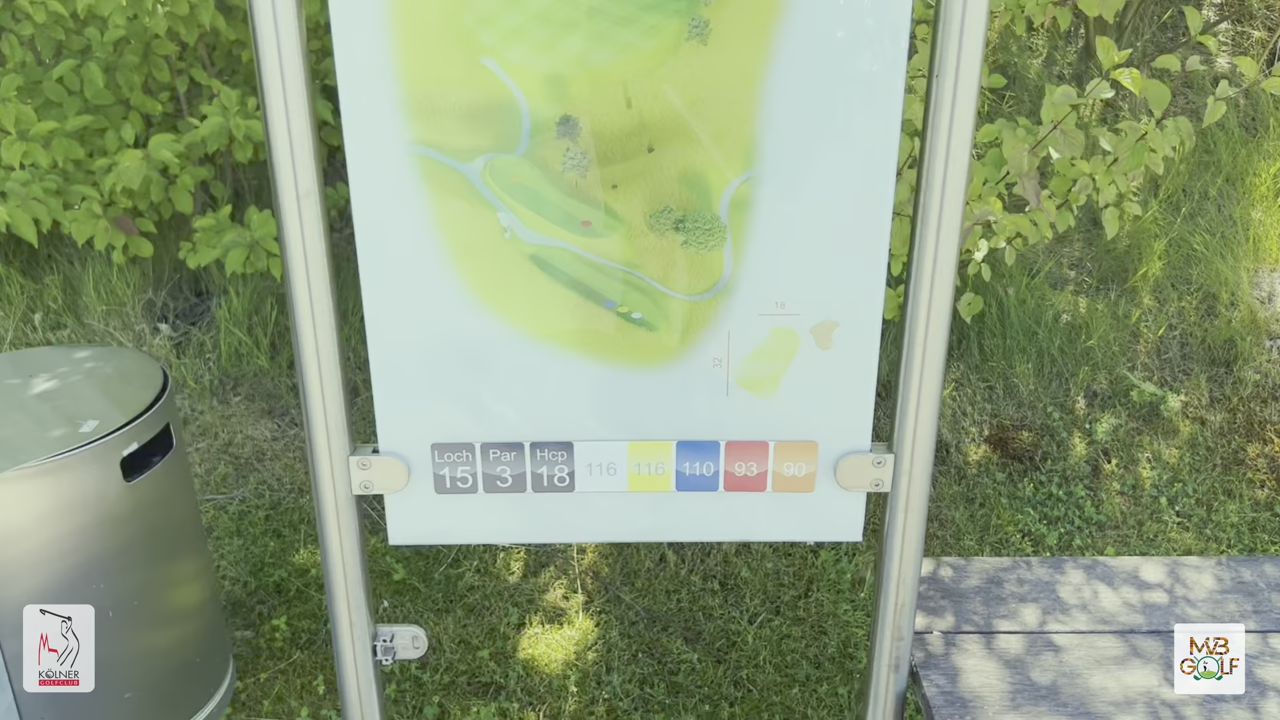 18
32
Loch 15
Par 3
Hcp 18
116
116
110
93
90
KÖLNER
GOLFCLUB
MVB
GOLF